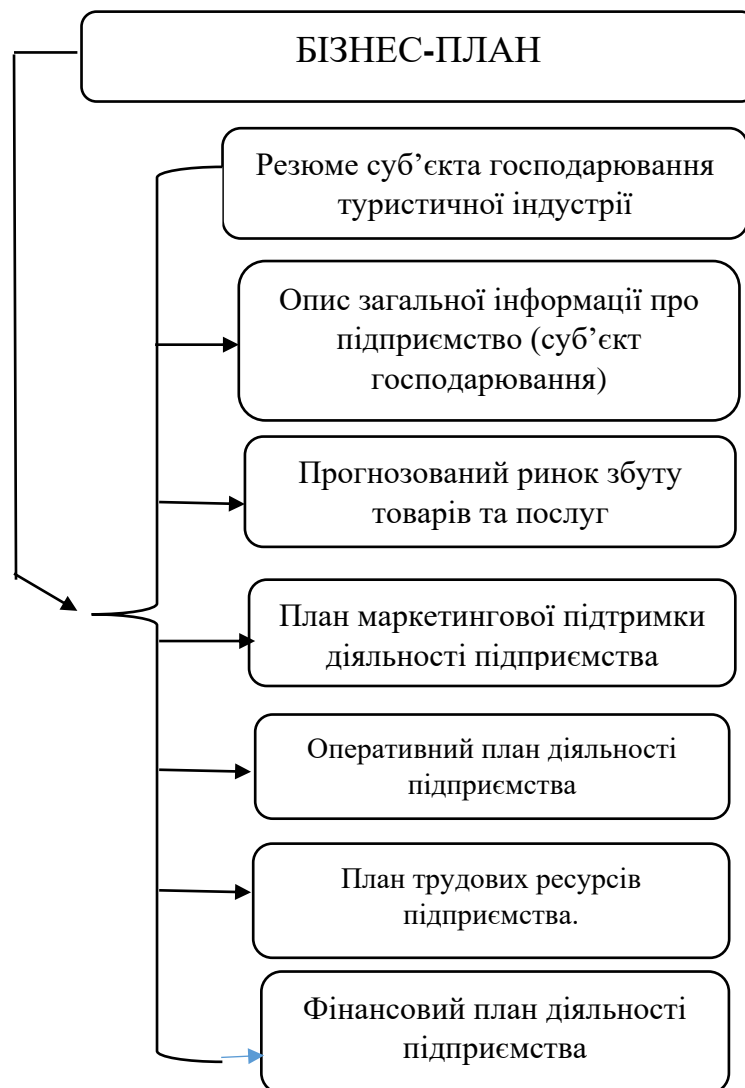 БІЗНЕС-ПЛАН
Резюме суб’єкта господарювання
туристичної індустрії
Опис загальної інформації про
підприємство (суб’єкт
господарювання)
Прогнозований ринок збуту
товарів та послуг
План маркетингової підтримки
діяльності підприємства
Оперативний план діяльності
підприємства
План трудових ресурсів
підприємства.
Фінансовий план діяльності
підприємства